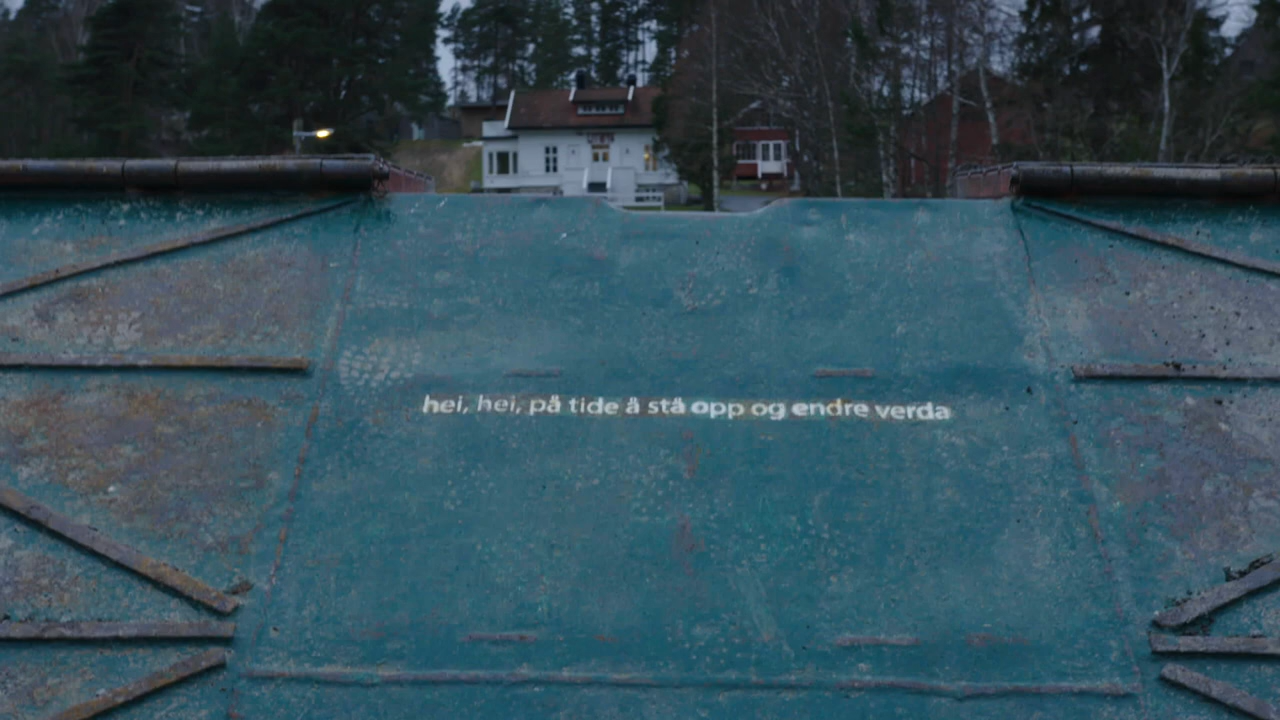 hei, hei, på tide å stå opp og endre verda